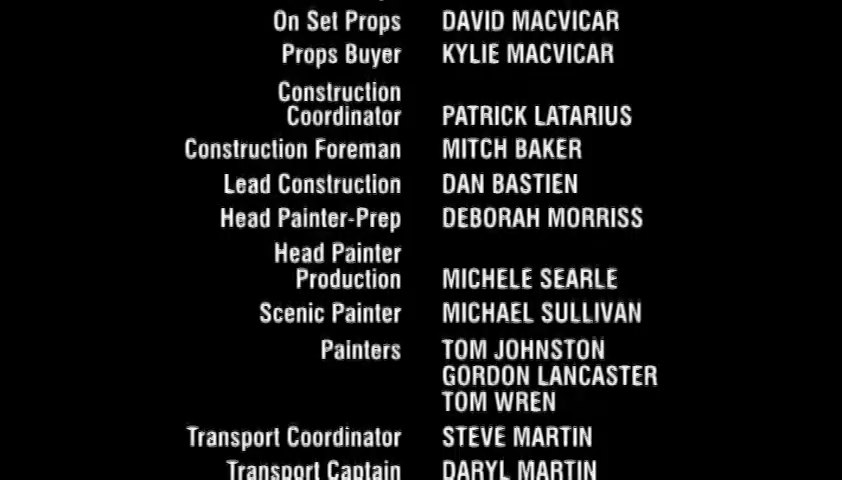 On Set Props DAVID MACVICAR
Props Buyer KYLIE MACVICAR
Construction
Coordinator PATRICK LATARIUS
Construction Foreman MITCH BAKER
Lead Construction DAN BASTIEN
Head Painter-Prep DEBORAH MORRISS
Head Painter
Production MICHELE SEARLE
Scenic Painter MICHAEL SULLIVAN
Painters TOM JOHNSTON
GORDON LANCASTER
TOM WREN
Transport Coordinator STEVE MARTIN
Transport Captain DARYL MARTIN